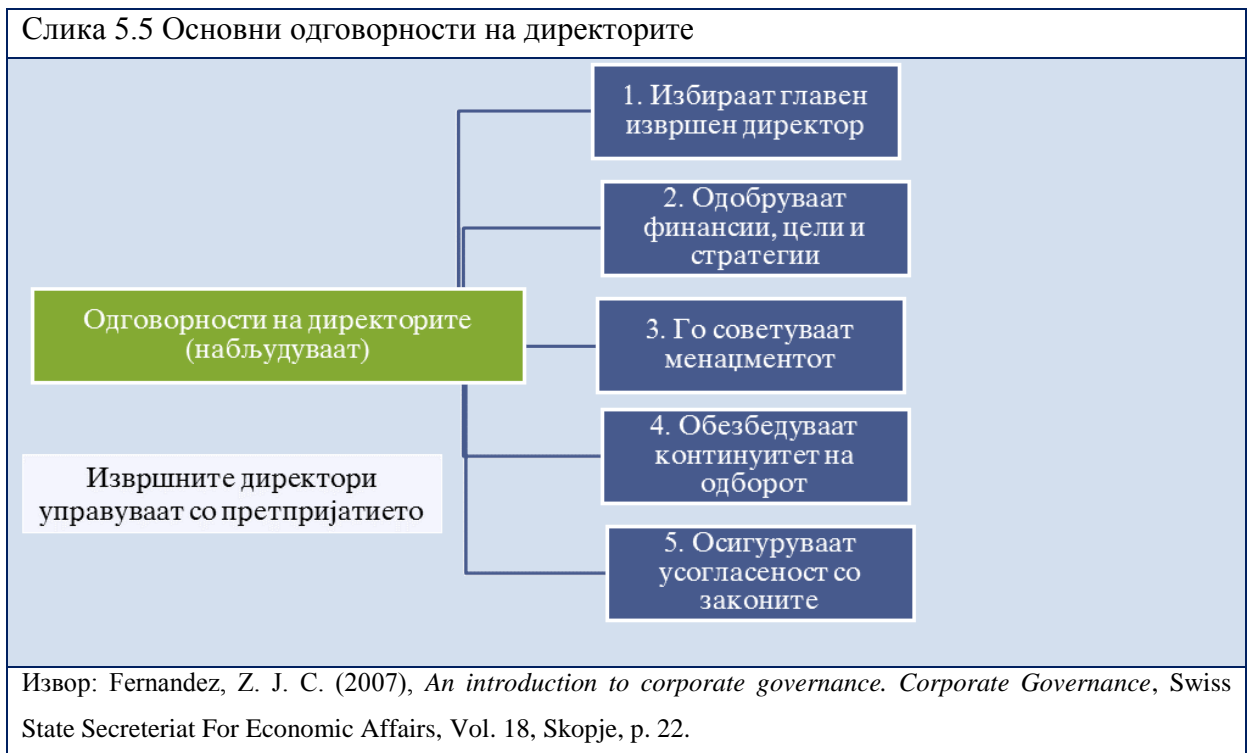 Слика 5.5 Основни одговорности на директорите
1. Избираат главен
извршен директор
2. Одобруваат
финансии, цели и
стратегии
Одговорности на директорите
(набљудуваат)
3. Го советуваат
менаџментот
4. Обезбедуваат
континуитет на
одборот
Извршните директори
управуваат со претпријатието
5. Осигуруваат
усогласеност со
законите
Извор: Fernandez, Z. J. C. (2007), An introduction to corporate governance. Corporate Governance, Swiss
State Secreteriat For Economic Affairs, Vol. 18, Skopje, p. 22.